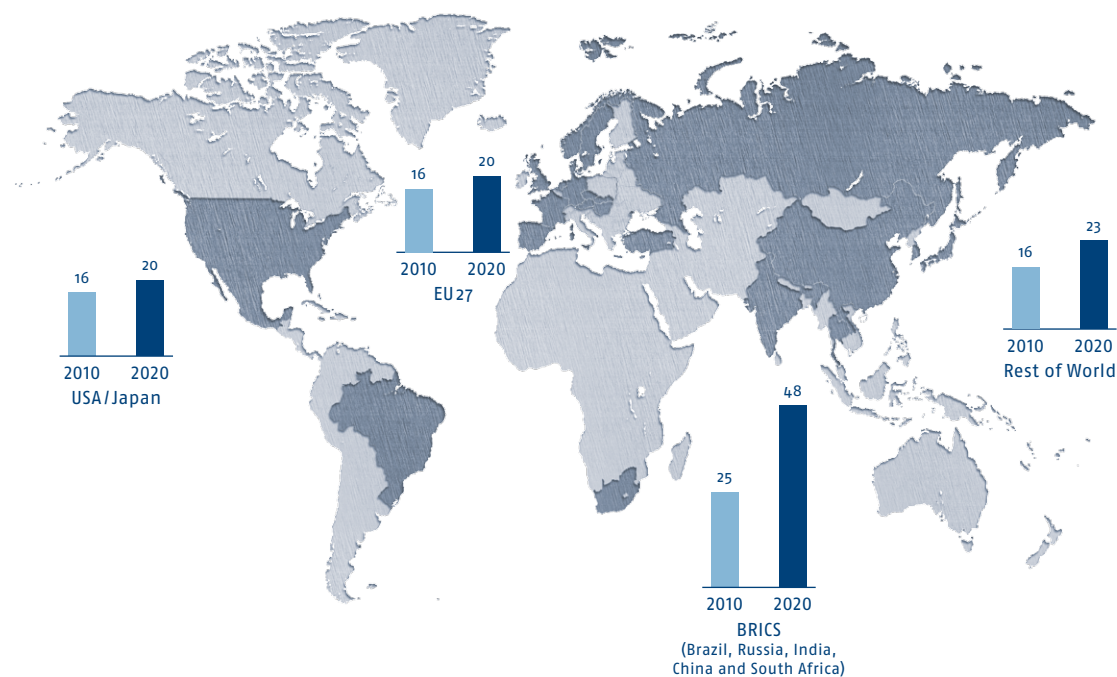 16
20
2010
2020
EU 27
16
20
2010
2020
USA/Japan
16
23
2010
2020
Rest of World
25
48
2010
2020
BRICS
(Brazil, Russia, India,
China and South Africa)